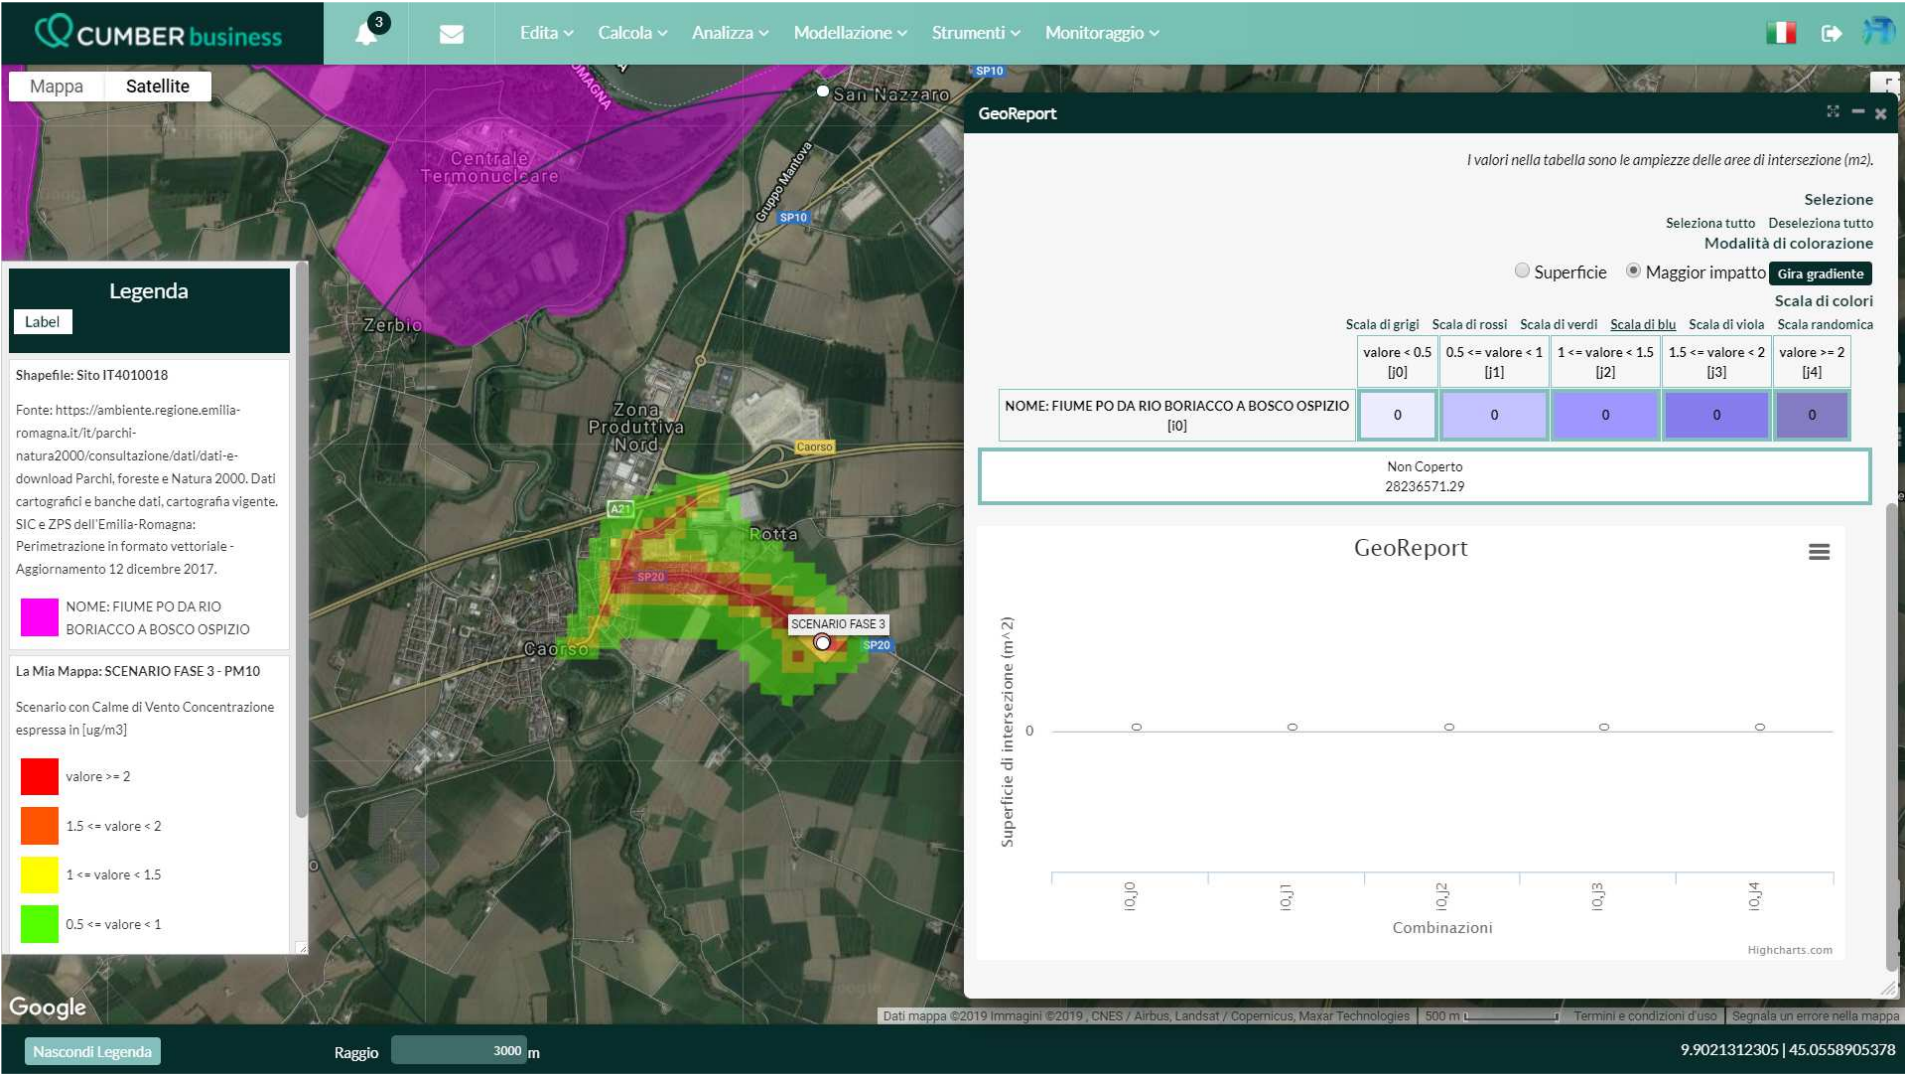 CUMBER business
3
Edita
Calcola
Analizza
Modellazione
Strumenti
Monitoraggio
Mappa
Satellite
SP10
ROMAGNA
San Nazzaro
Centrale
Termonucleare
Gruppo Mantova
SP10
Zerbio
Zona
Produttiva
Nord
Caorso
A21
Rotta
SP20
SCENARIO FASE 3
SP20
Caorso
Legenda
Label
Shapefile: Sito IT4010018
Fonte: https://ambiente.regione.emilia-
romagna.it/it/parchi-
natura2000/consultazione/dati/dati-e-
download Parchi, foreste e Natura 2000. Dati
cartografici e banche dati, cartografia vigente.
SIC e ZPS dell'Emilia-Romagna:
Perimetrazione in formato vettoriale -
Aggiornamento 12 dicembre 2017.
NOME: FIUME PO DA RIO
BORIACCO A BOSCO OSPIZIO
La Mia Mappa: SCENARIO FASE 3 - PM10
Scenario con Calme di Vento Concentrazione
espressa in [ug/m3]
valore >= 2
1.5 <= valore < 2
1 <= valore < 1.5
0.5 <= valore < 1
GeoReport
I valori nella tabella sono le ampiezze delle aree di intersezione (m2).
Selezione
Seleziona tutto Deseleziona tutto
Modalità di colorazione
Superficie Maggior impatto Gira gradiente
Scala di colori
Scala di grigi Scala di rossi Scala di verdi Scala di blu Scala di viola Scala randomica
valore < 0.5 0.5 <= valore < 1 1 <= valore < 1.5 1.5 <= valore < 2 valore >= 2
[j0] [j1] [j2] [j3] [j4]
NOME: FIUME PO DA RIO BORIACCO A BOSCO OSPIZIO
[i0]
0 0 0 0 0
Non Coperto
28236571.29
GeoReport
Superficie di intersezione (m^2)
0
0 0 0 0 0
i0,j0 i0,j1 i0,j2 i0,j3 i0,j4
Combinazioni
Highcharts.com
Google
Dati mappa ©2019 Immagini ©2019 , CNES / Airbus, Landsat / Copernicus, Maxar Technologies
500 m
Termini e condizioni d'uso
Segnala un errore nella mappa
Nascondi Legenda
Raggio 3000 m
9.9021312305 | 45.0558905378